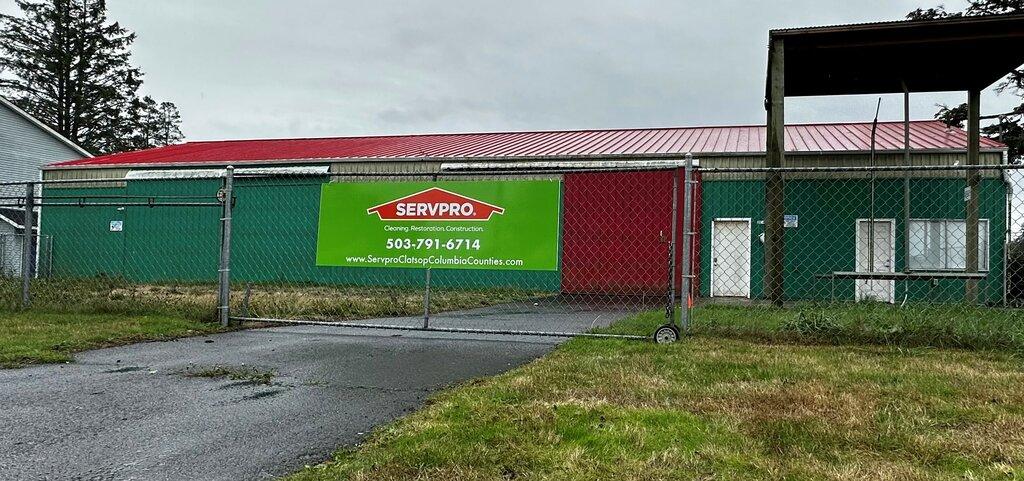 SERVPRO®
Cleaning. Restoration. Construction.
503-791-6714
www.ServproClatsopColumbiaCounties.com